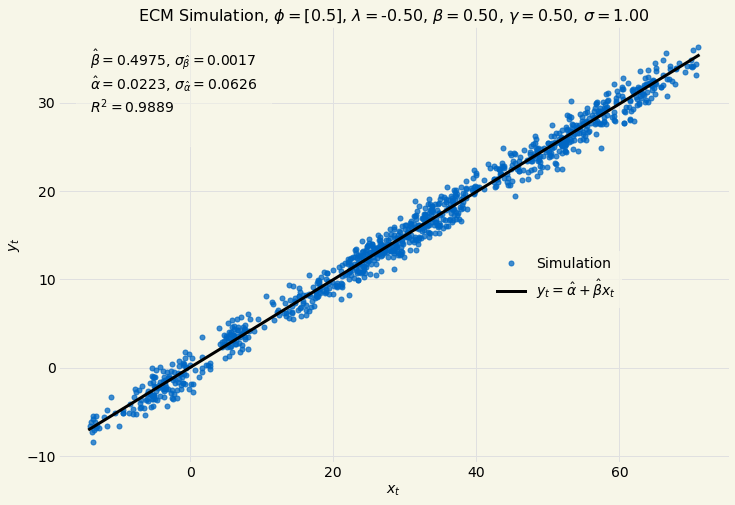 ECM Simulation, ϕ = [0.5], λ = -0.50, β = 0.50, γ = 0.50, σ = 1.00
β̂ = 0.4975, σ_β̂ = 0.0017
α̂ = 0.0223, σ_α̂ = 0.0626
R² = 0.9889
30
20
y_t
10
Simulation
y_t = α̂ + β̂x_t
0
−10
0 20 40 60
x_t